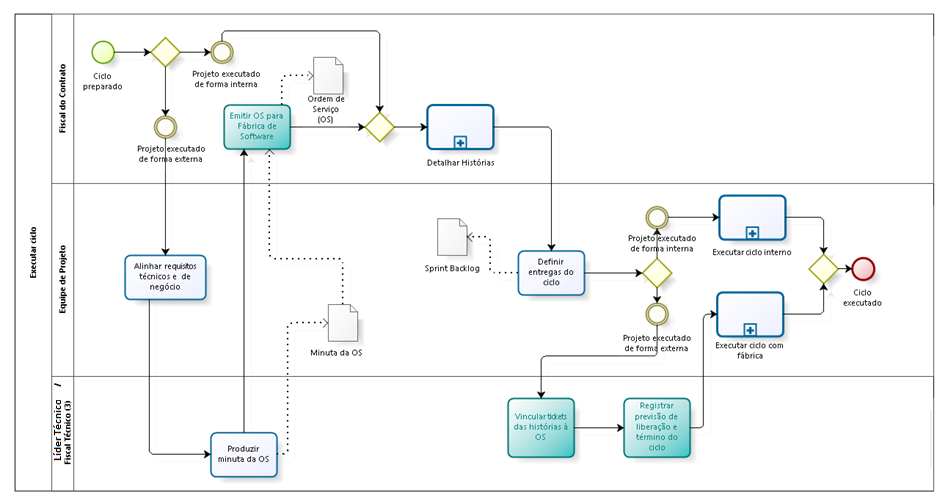 Executar ciclo
Fiscal do Contrato
Ciclo
preparado
Projeto executado
de forma interna
Projeto executado
de forma externa
Emitir OS para
Fábrica de
Software
Ordem de
Serviço
(OS)
Detalhar Histórias
Equipe de Projeto
Alinhar requisitos
técnicos e de
negócio
Minuta da OS
Sprint Backlog
Definir
entregas do
ciclo
Projeto executado
de forma interna
Projeto executado
de forma externa
Executar ciclo interno
Executar ciclo com
fábrica
Ciclo
executado
Líder Técnico /
Fiscal Técnico (3)
Produzir
minuta da OS
Vincular tickets
das histórias à
OS
Registrar
previsão de
liberação e
término do
ciclo